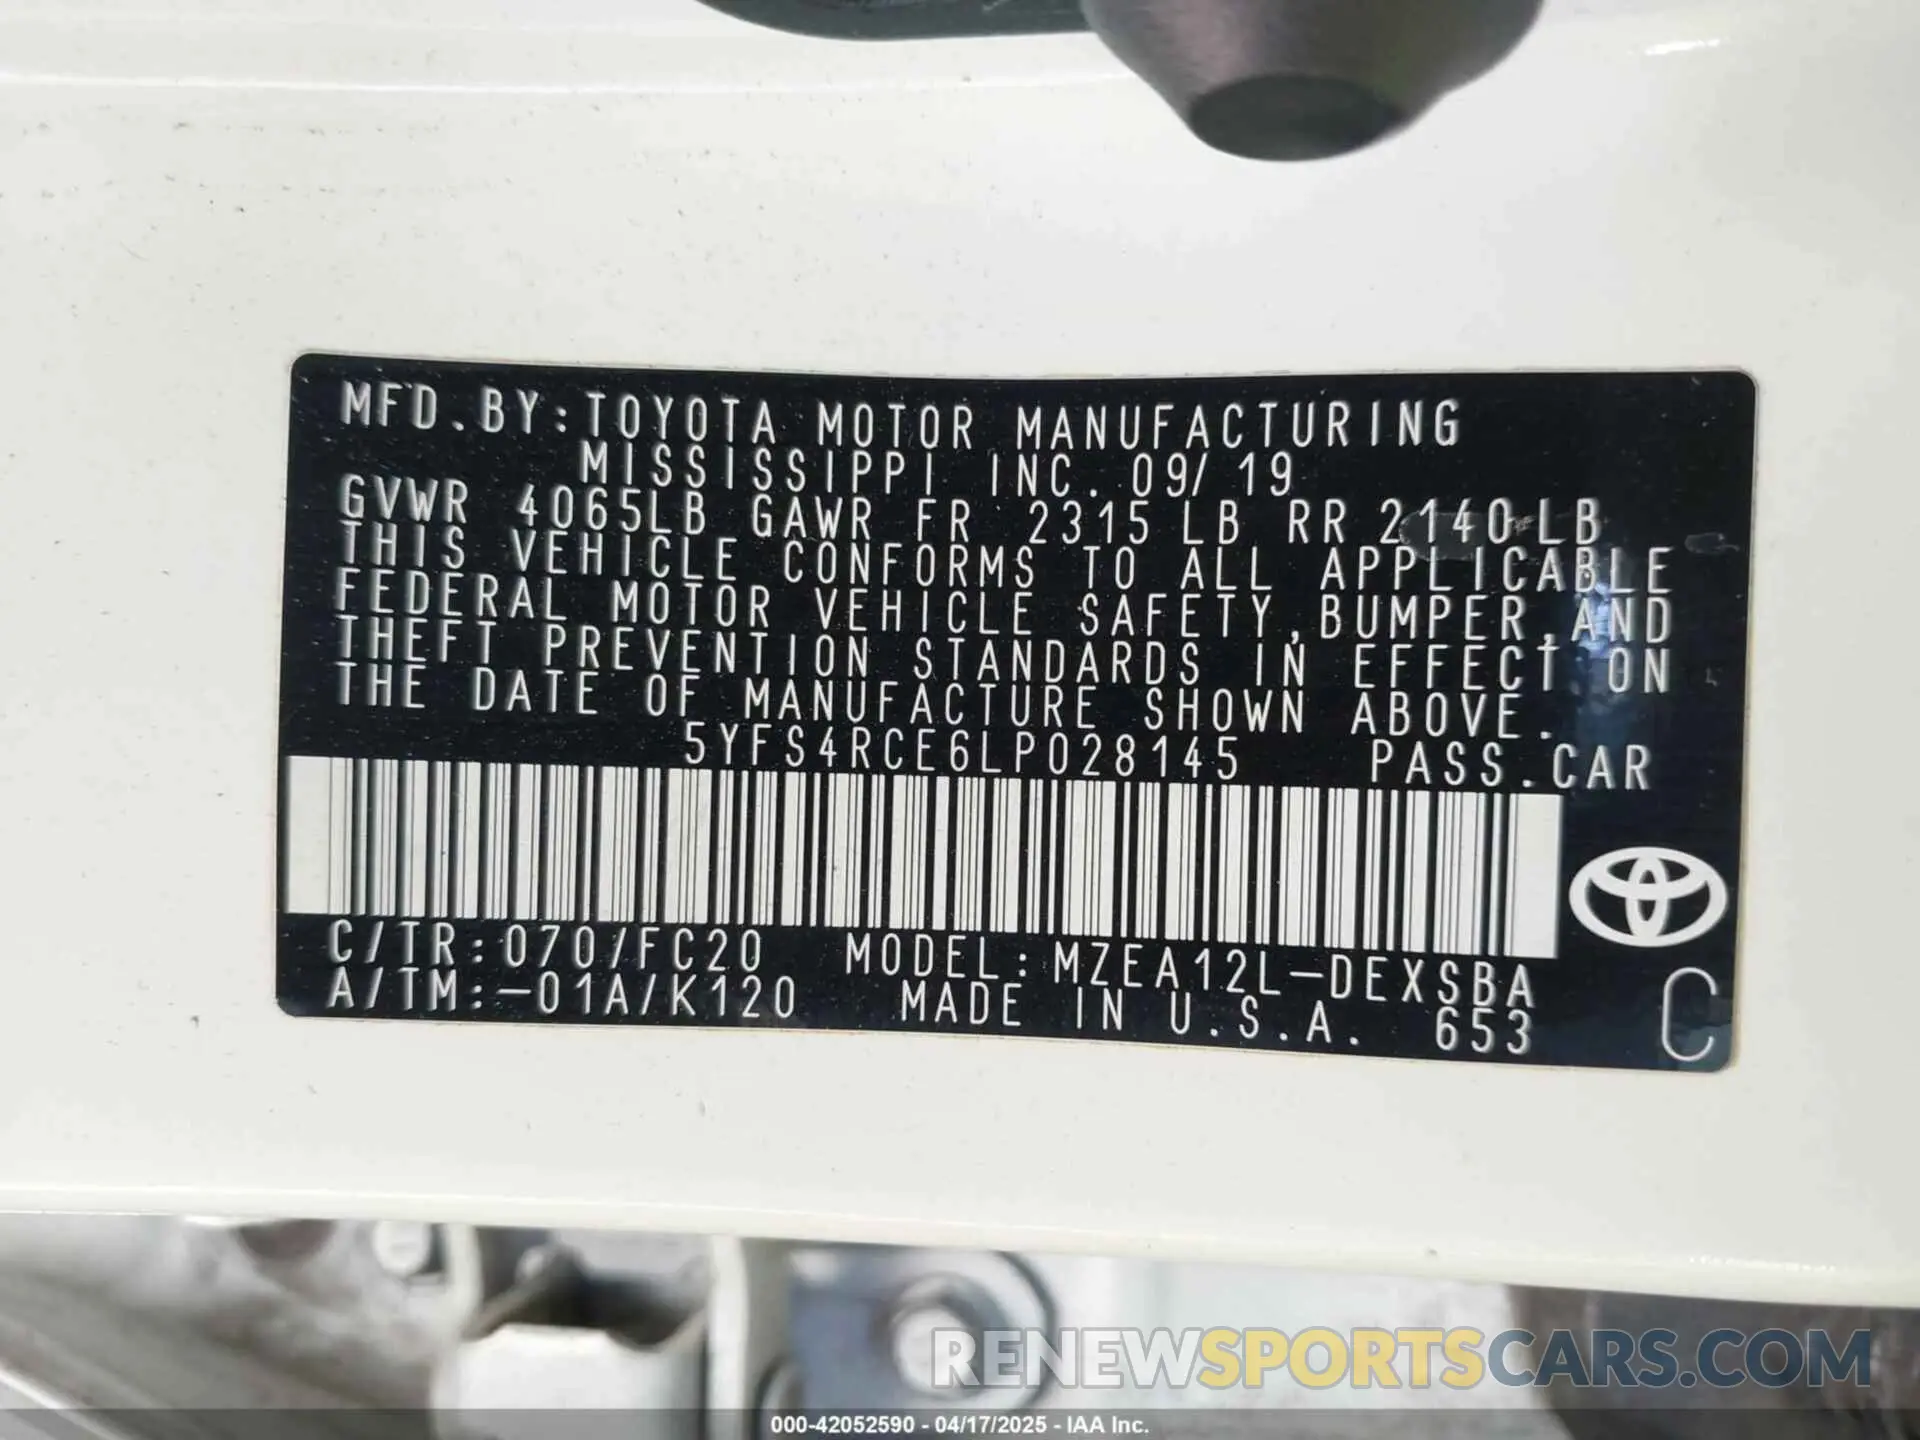 MFD.BY:TOYOTA MOTOR MANUFACTURING
MISSISSIPPI INC. 09/19
GVWR 4065LB GAWR FR 2315 LB RR 2140 LB
THIS VEHICLE CONFORMS TO ALL APPLICABLE
FEDERAL MOTOR VEHICLE SAFETY, BUMPER, AND
THEFT PREVENTION STANDARDS IN EFFECT ON
THE DATE OF MANUFACTURE SHOWN ABOVE.
5YFS4RCE6LP028145 PASS.CAR
C/TR:070/FC20 MODEL:MZEA12L-DEXSBA
A/TM:-01A/K120 MADE IN U.S.A. 653
C
RENEWSPORTSCARS.COM
000-42052590 - 04/17/2025 - IAA Inc.